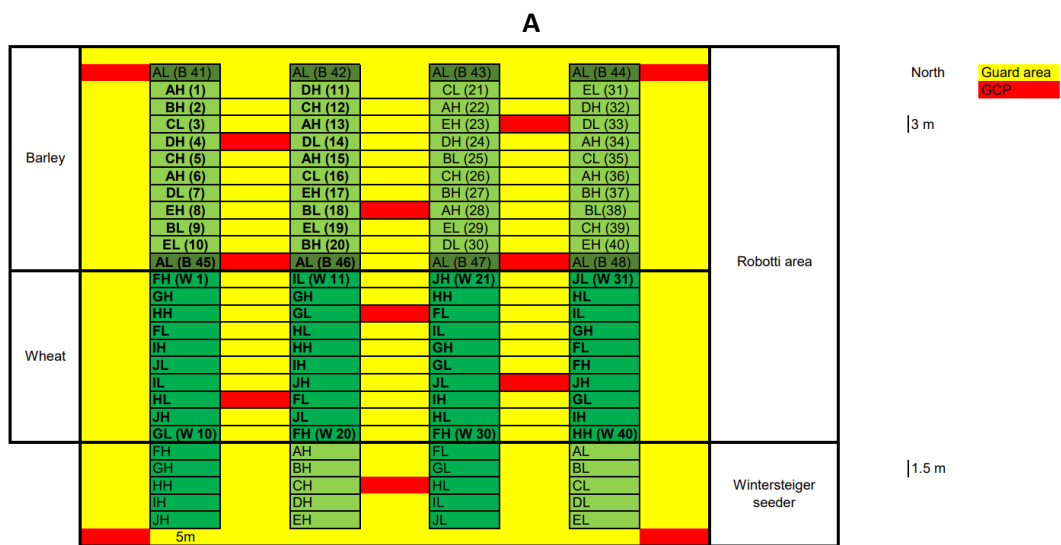 A
AL (B 41) AL (B 42) AL (B 43) AL (B 44) North Guard area
AH (1) DH (11) CL (21) EL (31) GCP
BH (2) CH (12) AH (22) DH (32)
CL (3) AH (13) EH (23) DL (33) 3 m
DH (4) DL (14) DH (24) AH (34)
Barley CH (5) AH (15) BL (25) CL (35)
AH (6) CL (16) CH (26) AH (36)
DL (7) EH (17) BH (27) BH (37)
EH (8) BL (18) AH (28) BL(38)
BL (9) EL (19) EL (29) CH (39)
EL (10) BH (20) DL (30) EH (40)
AL (B 45) AL (B 46) AL (B 47) AL (B 48) Robotti area
FH (W 1) IL (W 11) JH (W 21) JL (W 31)
GH GH HH HL
HH GL FL IL
FL HL IL GH
Wheat IH HH GH FL
JL IH GL FH
IL JH JL JH
HL FL IH GL
JH JL HL IH
GL (W 10) FH (W 20) FH (W 30) HH (W 40)
FH AH FL AL
GH BH GL BL 1.5 m
HH CH HL CL Wintersteiger
IH DH IL DL seeder
JH EH JL EL
5m